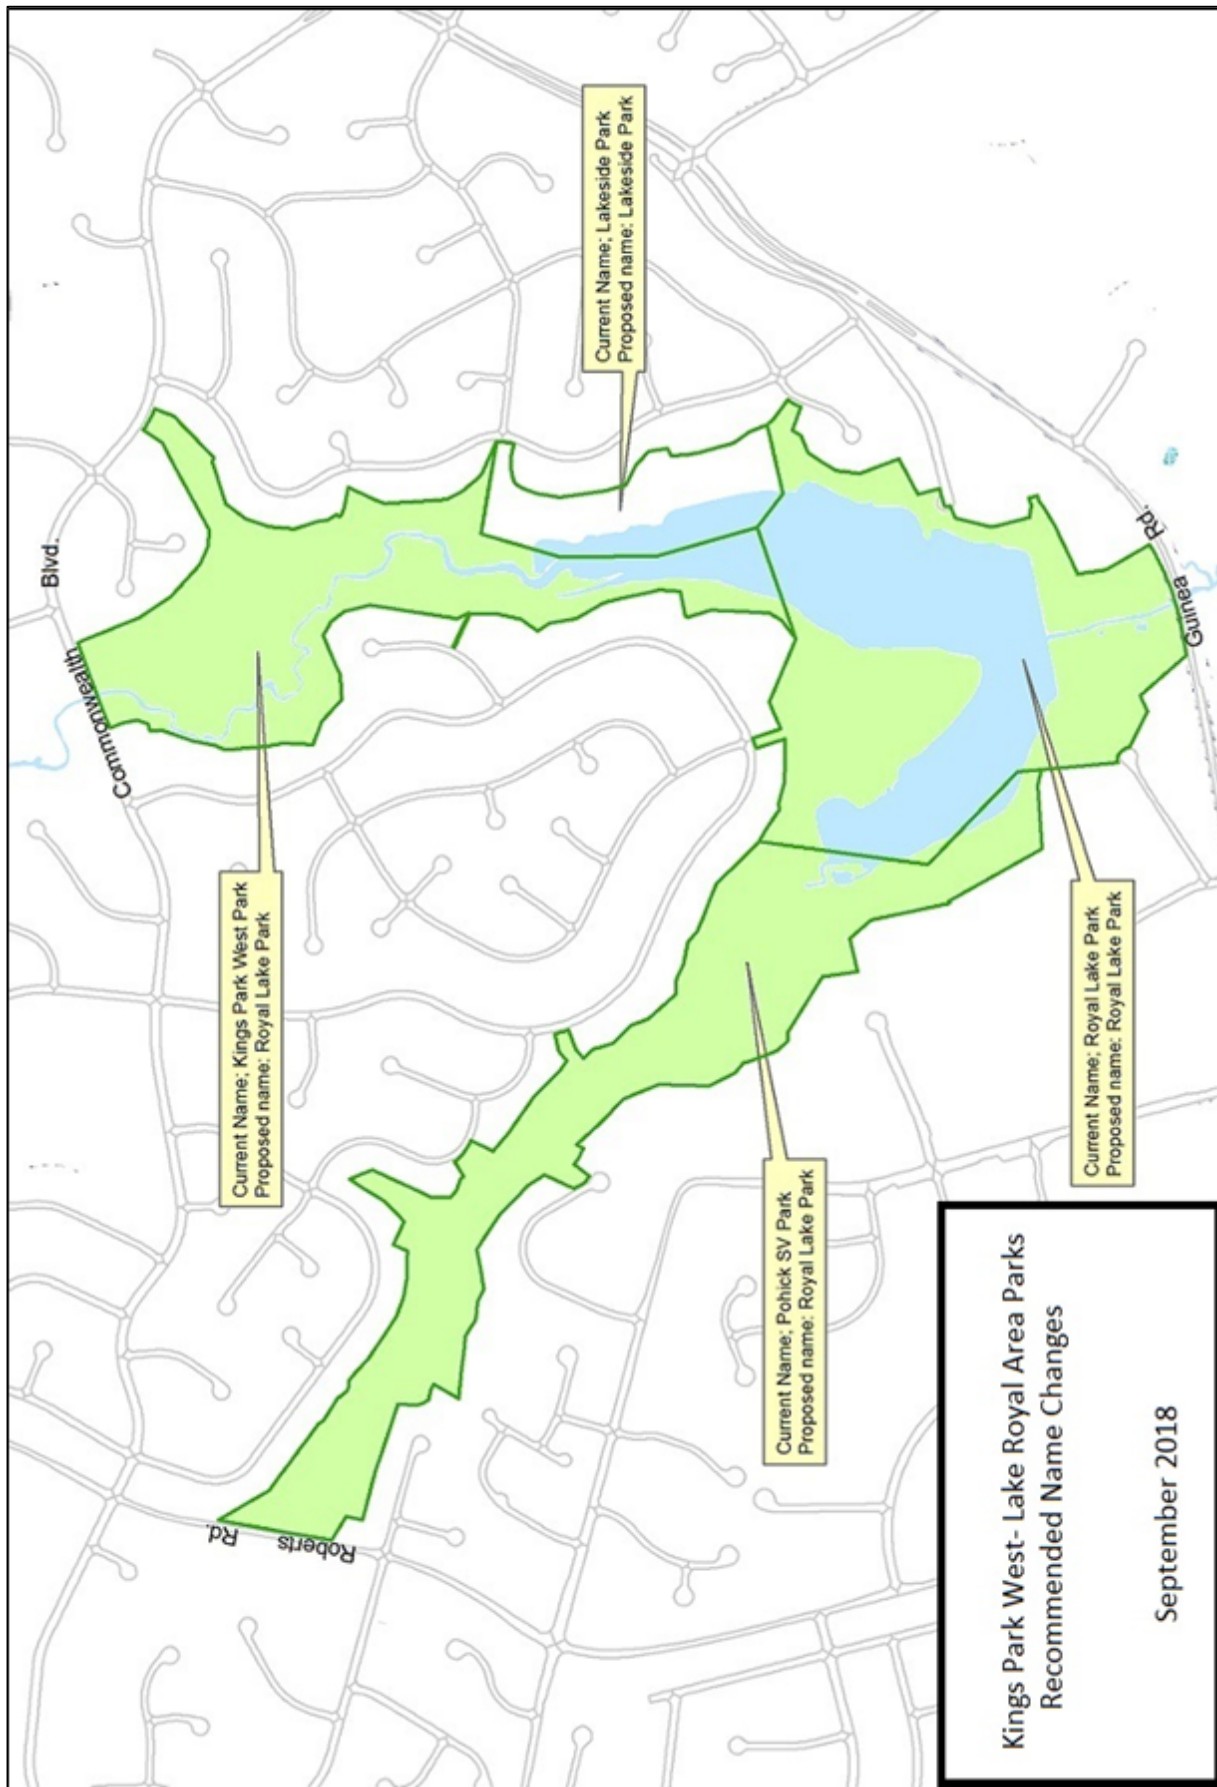 Commonwealth
Blvd.
Current Name; Lakeside Park
Proposed name: Lakeside Park
Current Name; Kings Park West Park
Proposed name: Royal Lake Park
Roberts
Rd.
Guinea
Rd.
Current Name; Pohick SV Park
Proposed name: Royal Lake Park
Current Name; Royal Lake Park
Proposed name: Royal Lake Park
Kings Park West- Lake Royal Area Parks
Recommended Name Changes
September 2018